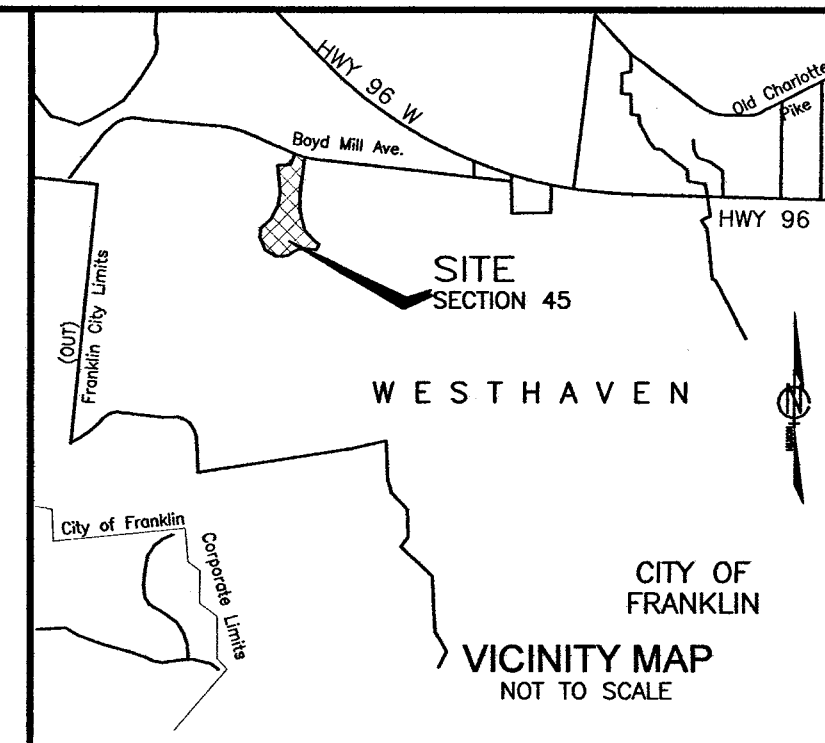 HWY 96 W
Old Charlotte
Pike
Boyd Mill Ave.
HWY 96
SITE
SECTION 45
Franklin City Limits
(OUT)
WESTHAVEN
N
City of Franklin
Corporate Limits
CITY OF
FRANKLIN
VICINITY MAP
NOT TO SCALE